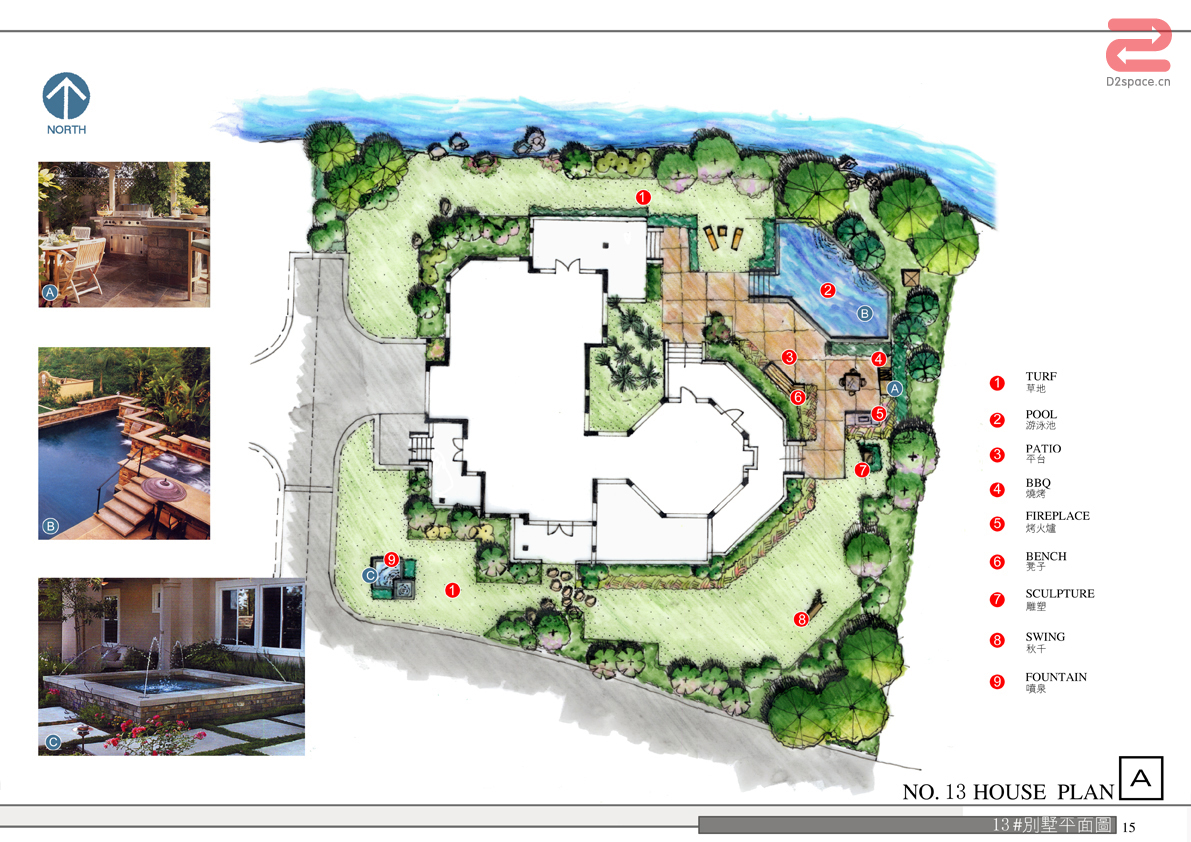 D2space.cn
NORTH
A
B
C
1
2
B
3
4
A
6
5
7
9
C
1
8
1 TURF
草地
2 POOL
游泳池
3 PATIO
平台
4 BBQ
燒烤
5 FIREPLACE
烤火爐
6 BENCH
凳子
7 SCULPTURE
雕塑
8 SWING
秋千
9 FOUNTAIN
噴泉
NO. 13 HOUSE PLAN A
13#別墅平面圖 15